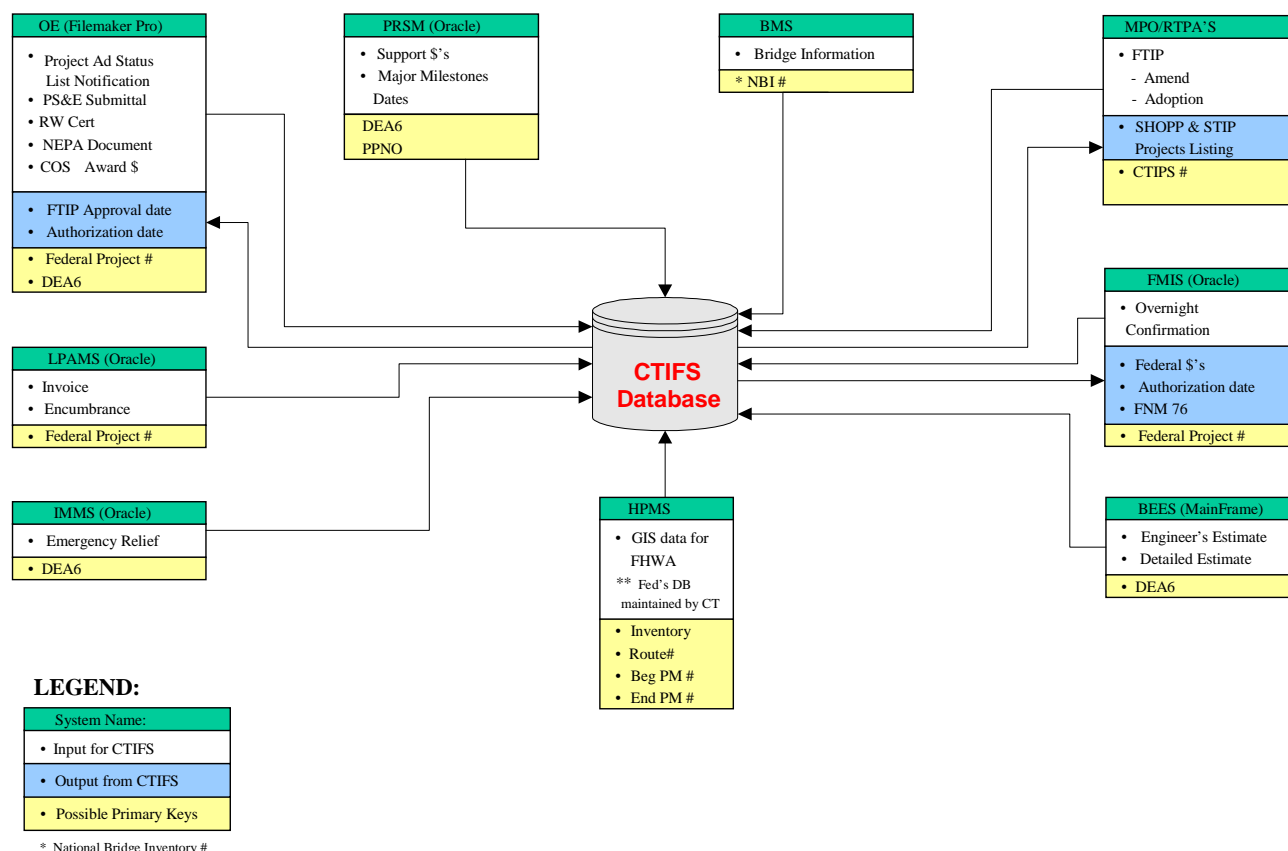 OE (Filemaker Pro)
• Project Ad Status
List Notification
• PS&E Submittal
• RW Cert
• NEPA Document
• COS Award $
• FTIP Approval date
• Authorization date
• Federal Project #
• DEA6
PRSM (Oracle)
• Support $'s
• Major Milestones
Dates
DEA6
PPNO
BMS
• Bridge Information
* NBI #
MPO/RTPA'S
• FTIP
- Amend
- Adoption
• SHOPP & STIP
Projects Listing
• CTIPS #
LPAMS (Oracle)
• Invoice
• Encumbrance
• Federal Project #
CTIFS
Database
FMIS (Oracle)
• Overnight
Confirmation
• Federal $'s
• Authorization date
• FNM 76
• Federal Project #
IMMS (Oracle)
• Emergency Relief
• DEA6
HPMS
• GIS data for
FHWA
** Fed's DB
maintained by CT
• Inventory
• Route#
• Beg PM #
• End PM #
BEES (MainFrame)
• Engineer's Estimate
• Detailed Estimate
• DEA6
LEGEND:
System Name:
• Input for CTIFS
• Output from CTIFS
• Possible Primary Keys
* National Bridge Inventory #